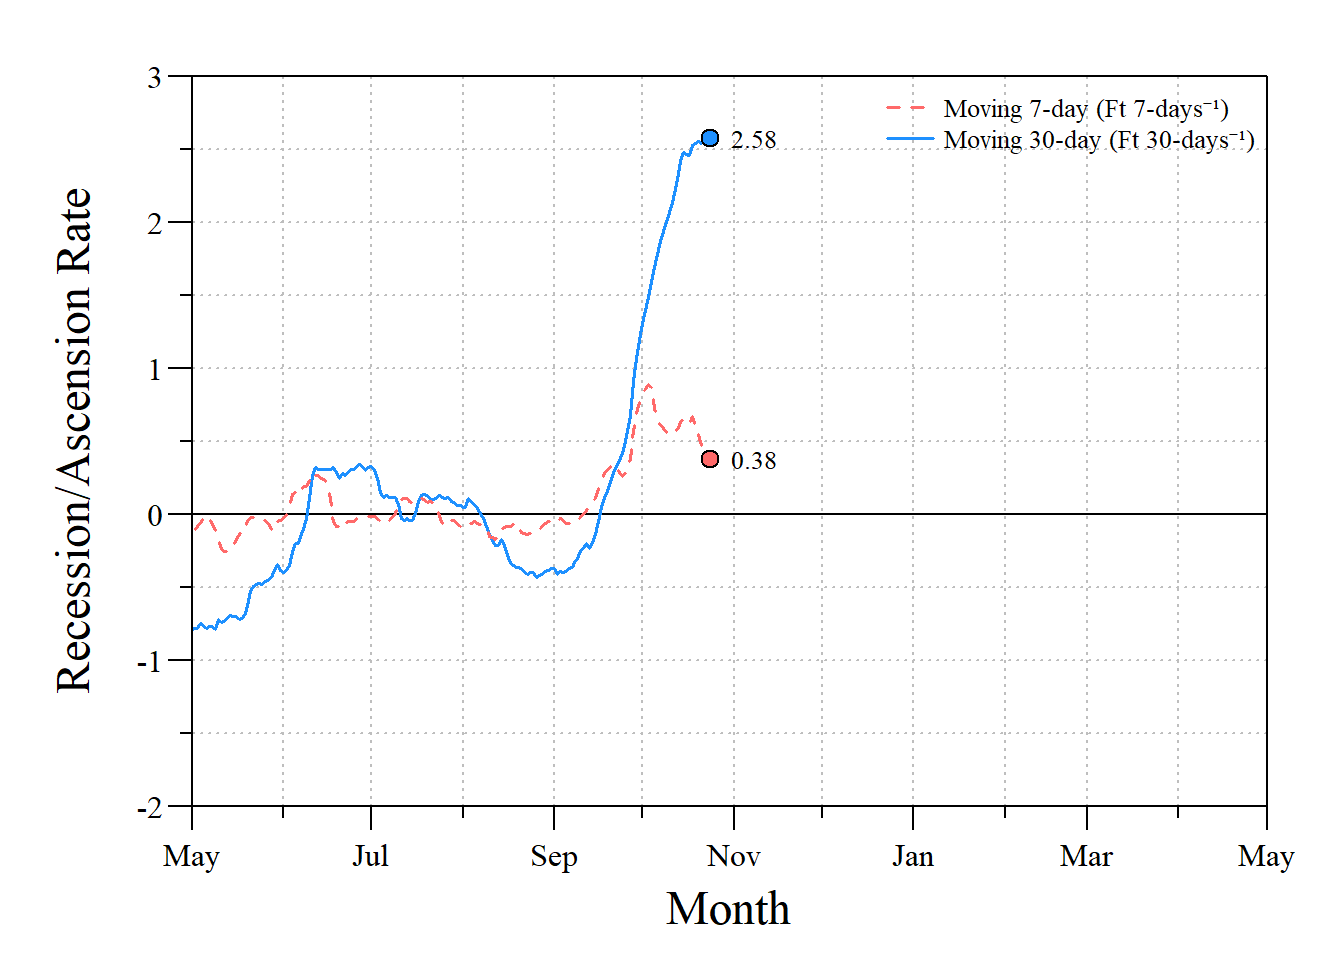 3
Moving 7-day (Ft 7-days⁻¹)
Moving 30-day (Ft 30-days⁻¹)
2.58
2
1
0.38
0
-1
-2
Recession/Ascension Rate
May Jul Sep Nov Jan Mar May
Month